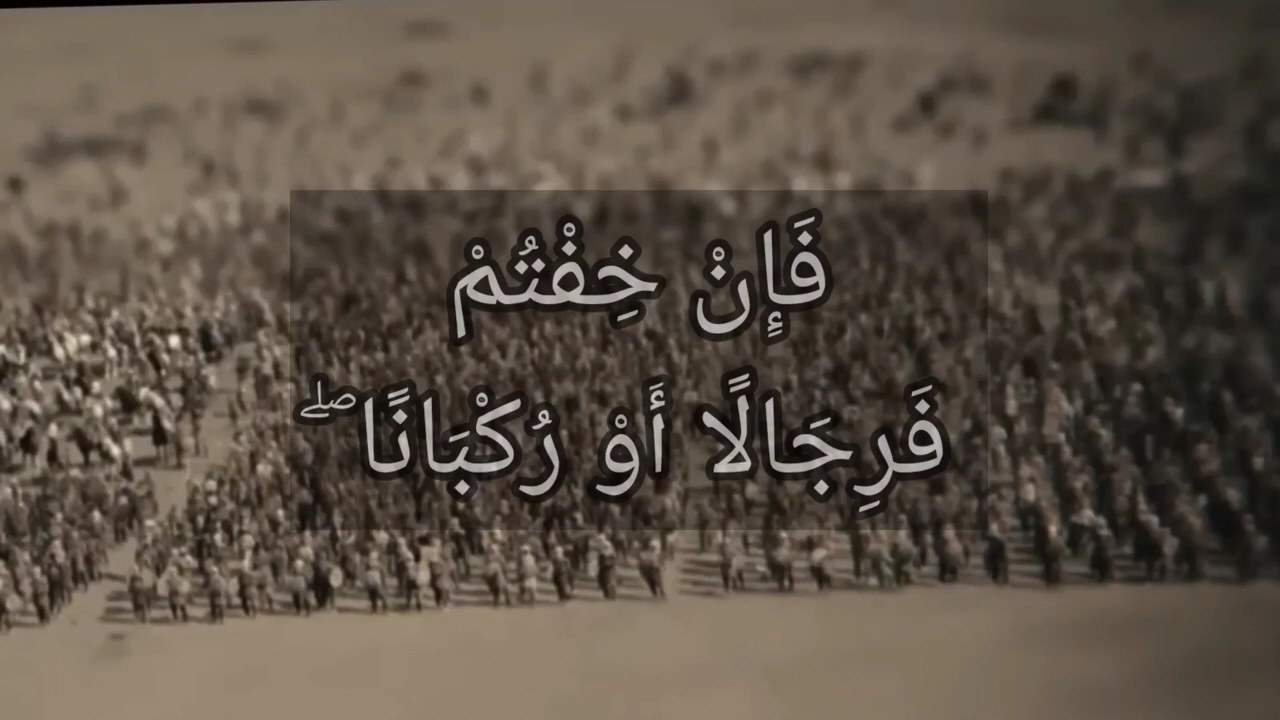 فَإِنْ خِفْتُمْ
فَرِجَالًا أَوْ رُكْبَانًا ۖ